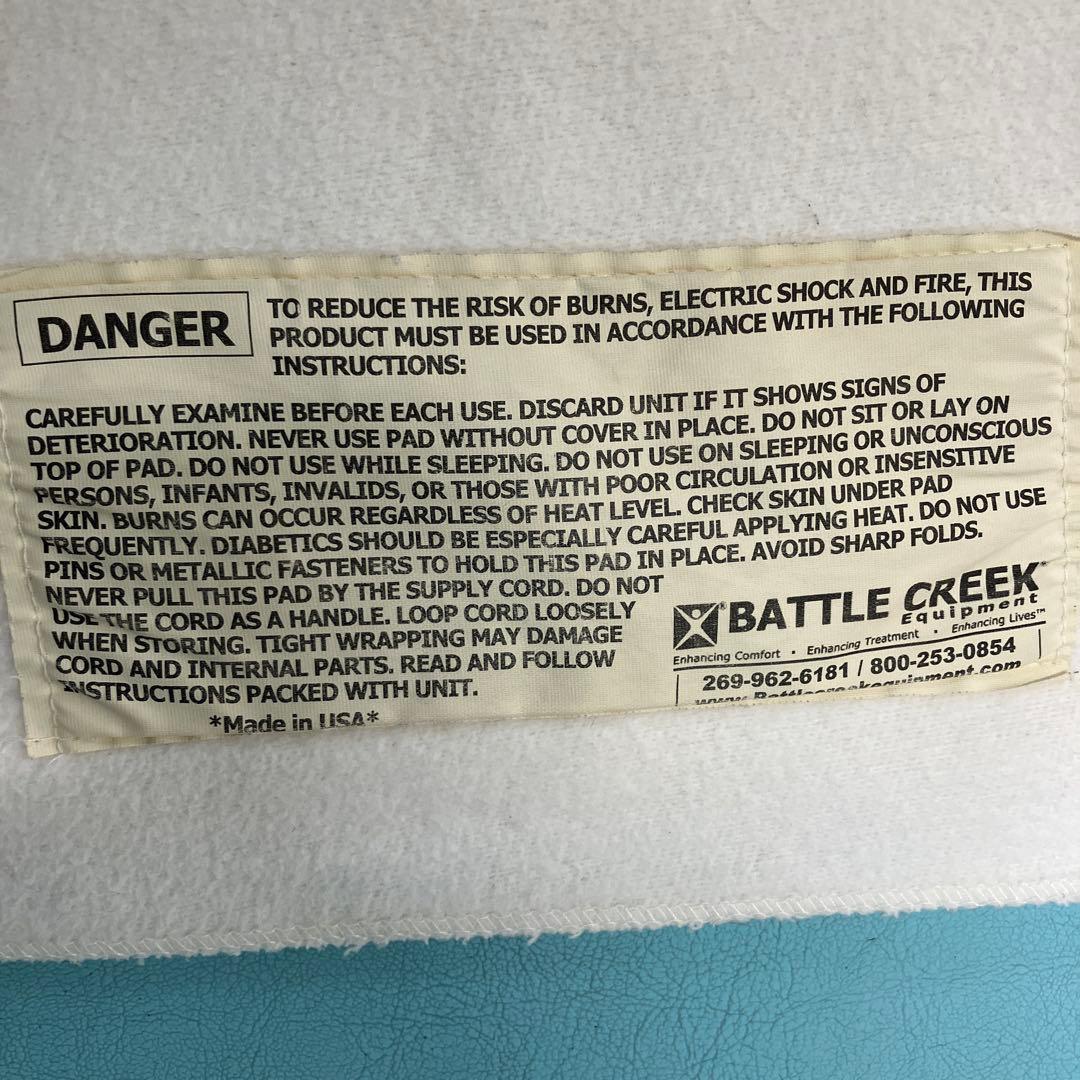 DANGER
TO REDUCE THE RISK OF BURNS, ELECTRIC SHOCK AND FIRE, THIS
PRODUCT MUST BE USED IN ACCORDANCE WITH THE FOLLOWING
INSTRUCTIONS:
CAREFULLY EXAMINE BEFORE EACH USE. DISCARD UNIT IF IT SHOWS SIGNS OF
DETERIORATION. NEVER USE PAD WITHOUT COVER IN PLACE. DO NOT SIT OR LAY ON
TOP OF PAD. DO NOT USE WHILE SLEEPING. DO NOT USE ON SLEEPING OR UNCONSCIOUS
PERSONS, INFANTS, INVALIDS, OR THOSE WITH POOR CIRCULATION OR INSENSITIVE
SKIN. BURNS CAN OCCUR REGARDLESS OF HEAT LEVEL. CHECK SKIN UNDER PAD
FREQUENTLY. DIABETICS SHOULD BE ESPECIALLY CAREFUL APPLYING HEAT. DO NOT USE
PINS OR METALLIC FASTENERS TO HOLD THIS PAD IN PLACE. AVOID SHARP FOLDS.
NEVER PULL THIS PAD BY THE SUPPLY CORD. DO NOT
USE THE CORD AS A HANDLE. LOOP CORD LOOSELY
WHEN STORING. TIGHT WRAPPING MAY DAMAGE
CORD AND INTERNAL PARTS. READ AND FOLLOW
INSTRUCTIONS PACKED WITH UNIT.
*Made in USA*
BATTLE CREEK®
Equipment
Enhancing Comfort • Enhancing Treatment • Enhancing Lives™
269-962-6181 / 800-253-0854
www.Battlecreekequipment.com